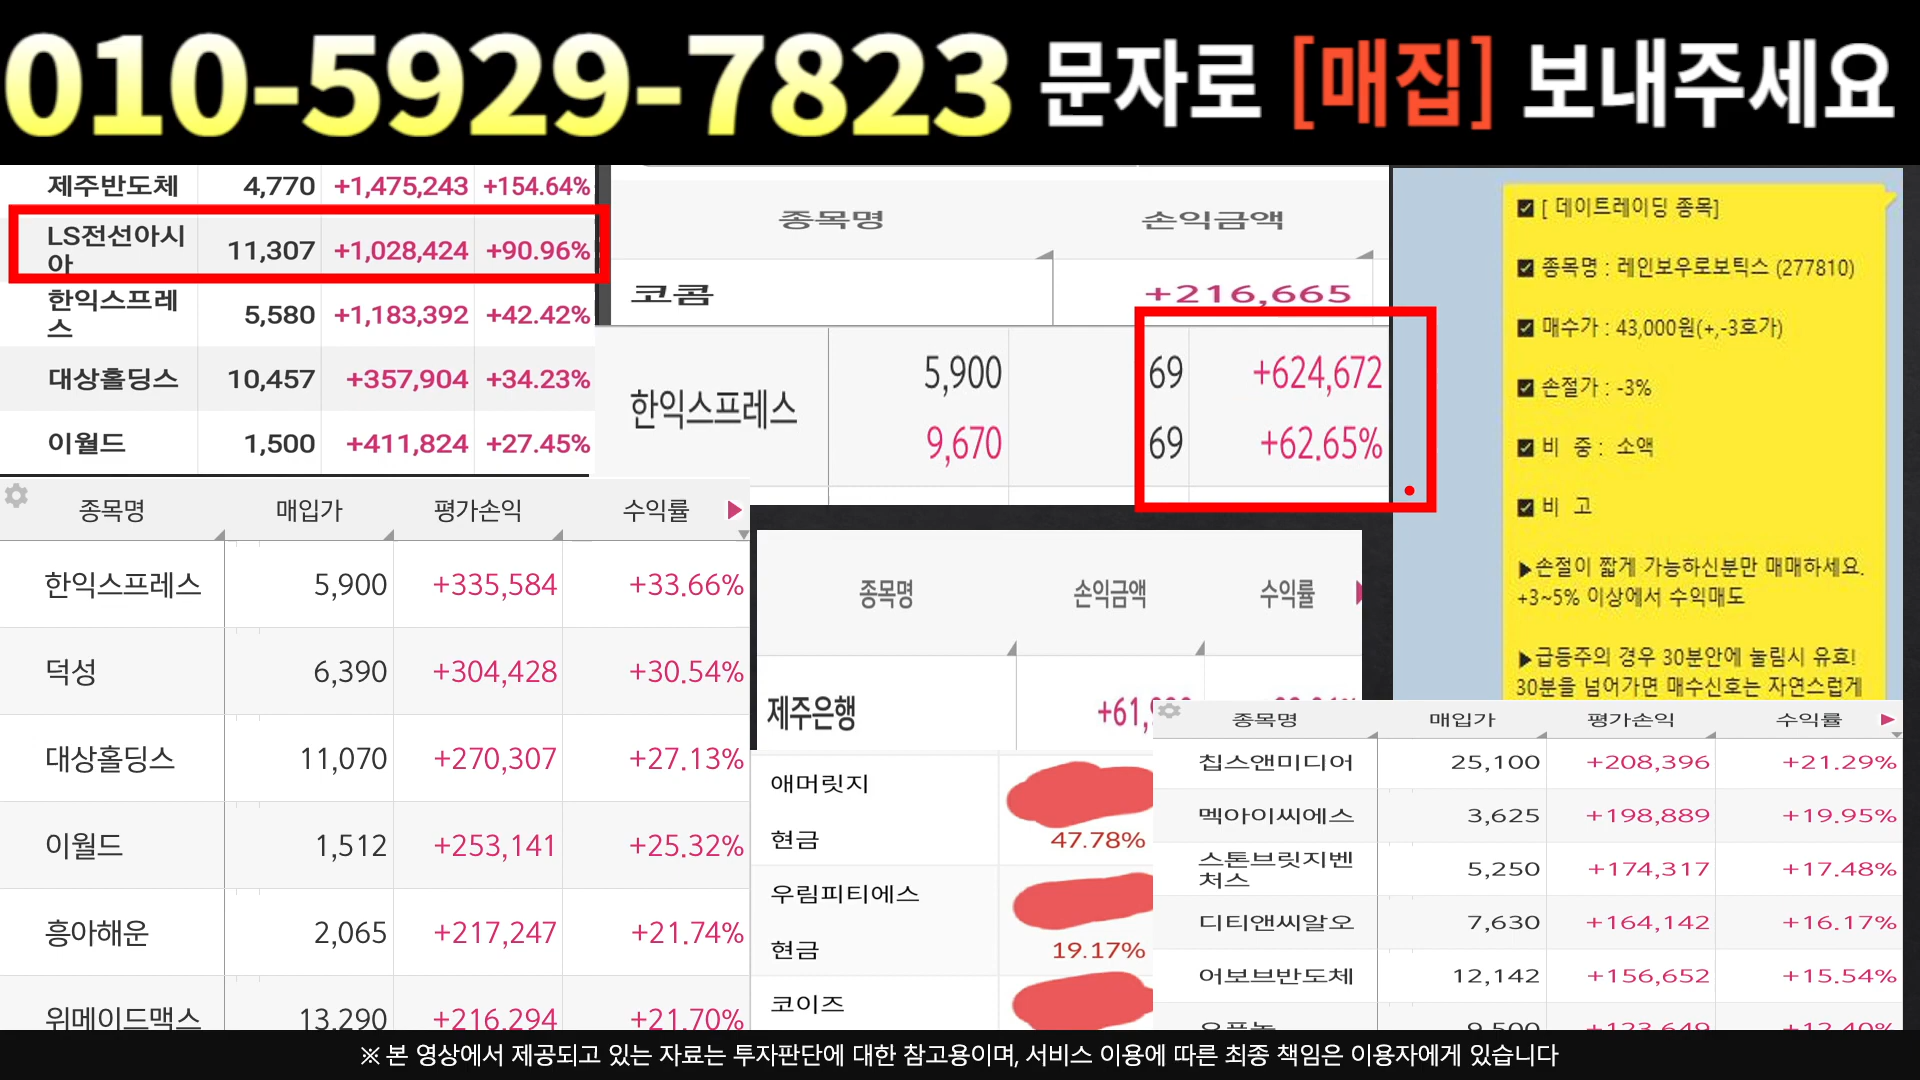 010-5929-7823 문자로 [매집] 보내주세요
제주반도체 4,770 +1,475,243 +154.64%
LS전선아시
아 11,307 +1,028,424 +90.96%
한익스프레
스 5,580 +1,183,392 +42.42%
대상홀딩스 10,457 +357,904 +34.23%
이월드 1,500 +411,824 +27.45%
종목명 손익금액
코콤 +216,665
한익스프레스
5,900 69 +624,672
9,670 69 +62.65%
☑ [ 데이트레이딩 종목]
☑ 종목명 : 레인보우로보틱스 (277810)
☑ 매수가 : 43,000원(+,-3호가)
☑ 손절가 : -3%
☑ 비 중 : 소액
☑ 비 고
▶손절이 짧게 가능하신분만 매매하세요.
+3~5% 이상에서 수익매도
▶급등주의 경우 30분안에 눌림시 유효!
30분을 넘어가면 매수신호는 자연스럽게
종목명 매입가 평가손익 수익률
한익스프레스 5,900 +335,584 +33.66%
덕성 6,390 +304,428 +30.54%
대상홀딩스 11,070 +270,307 +27.13%
이월드 1,512 +253,141 +25.32%
흥아해운 2,065 +217,247 +21.74%
위메이드맥스 13,290 +216,294 +21.70%
종목명 손익금액 수익률
제주은행 +61,
애머릿지
현금 47.78%
우림피티에스
현금 19.17%
코이즈
종목명 매입가 평가손익 수익률
칩스앤미디어 25,100 +208,396 +21.29%
멕아이씨에스 3,625 +198,889 +19.95%
스톤브릿지벤
처스 5,250 +174,317 +17.48%
디티앤씨알오 7,630 +164,142 +16.17%
어보브반도체 12,142 +156,652 +15.54%
※ 본 영상에서 제공되고 있는 자료는 투자판단에 대한 참고용이며, 서비스 이용에 따른 최종 책임은 이용자에게 있습니다